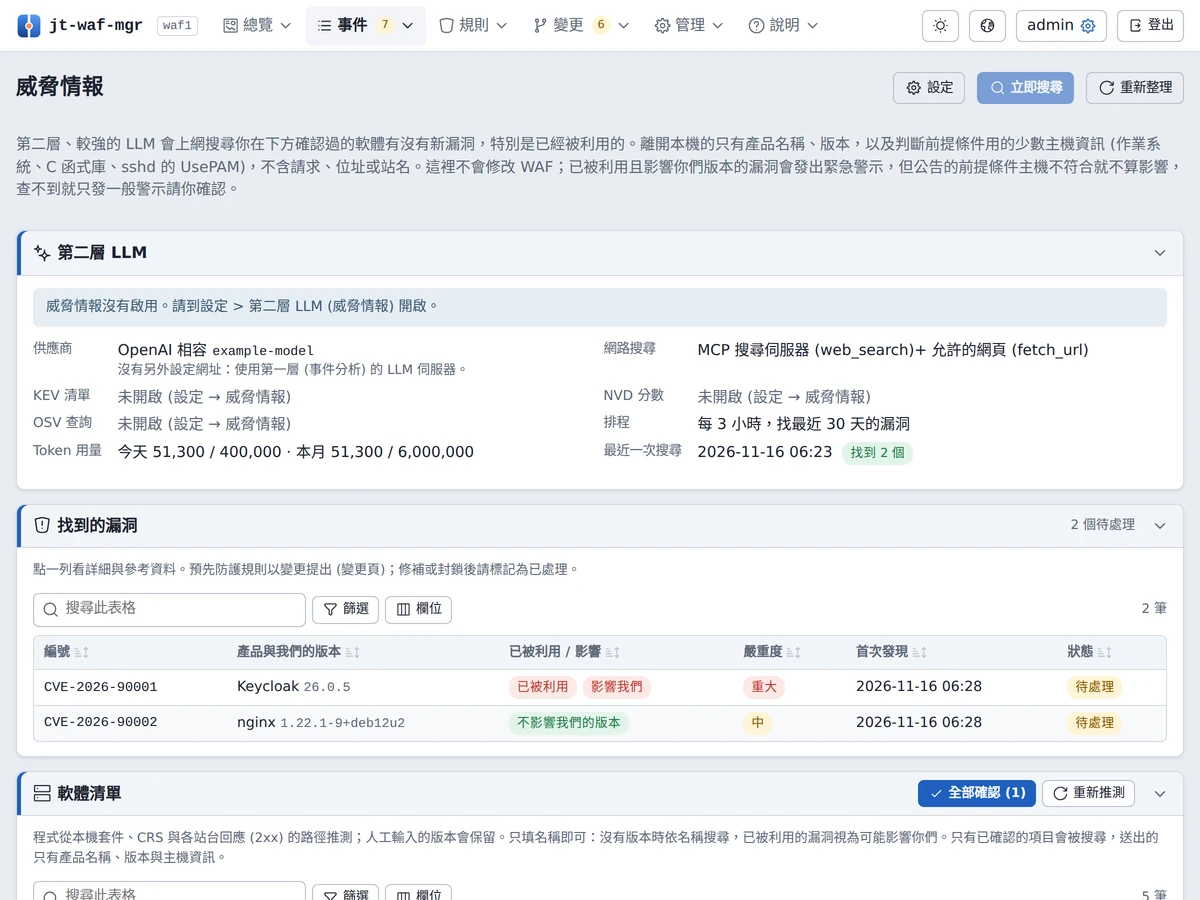 jt-waf-mgr waf1 總覽 事件 7 規則 變更 6 管理 說明 admin 登出
威脅情報 設定 立即搜尋 重新整理
第二層、較強的 LLM 會上網搜尋你在下方確認過的軟體有沒有新漏洞，特別是已經被利用的。離開本機的只有產品名稱、版本，以及判斷前提條件用的少數主機資訊 (作業系
統、C 函式庫、sshd 的 UsePAM)，不含請求、位址或站名。這裡不會修改 WAF；已被利用且影響你們版本的漏洞會發出緊急警示，但公告的前提條件主機不符合就不算影響，
查不到就只發一般警示請你確認。
第二層 LLM
威脅情報沒有啟用。請到設定 > 第二層 LLM (威脅情報) 開啟。
供應商 OpenAI 相容 example-model 網路搜尋 MCP 搜尋伺服器 (web_search)+ 允許的網頁 (fetch_url)
沒有另外設定網址：使用第一層 (事件分析) 的 LLM 伺服器。
KEV 清單 未開啟 (設定 → 威脅情報) NVD 分數 未開啟 (設定 → 威脅情報)
OSV 查詢 未開啟 (設定 → 威脅情報) 排程 每 3 小時，找最近 30 天的漏洞
Token 用量 今天 51,300 / 400,000 · 本月 51,300 / 6,000,000 最近一次搜尋 2026-11-16 06:23 找到 2 個
找到的漏洞 2 個待處理
點一列看詳細與參考資料。預先防護規則以變更提出 (變更頁)；修補或封鎖後請標記為已處理。
搜尋此表格 篩選 欄位 2 筆
編號 產品與我們的版本 已被利用 / 影響 嚴重度 首次發現 狀態
CVE-2026-90001 Keycloak 26.0.5 已被利用 影響我們 重大 2026-11-16 06:28 待處理
CVE-2026-90002 nginx 1.22.1-9+deb12u2 不影響我們的版本 中 2026-11-16 06:28 待處理
軟體清單 全部確認 (1) 重新推測
程式從本機套件、CRS 與各站台回應 (2xx) 的路徑推測；人工輸入的版本會保留。只填名稱即可：沒有版本時依名稱搜尋，已被利用的漏洞視為可能影響你們。只有已確認的項目會被搜尋，送出的
只有產品名稱、版本與主機資訊。
搜尋此表格 篩選 欄位 5 筆